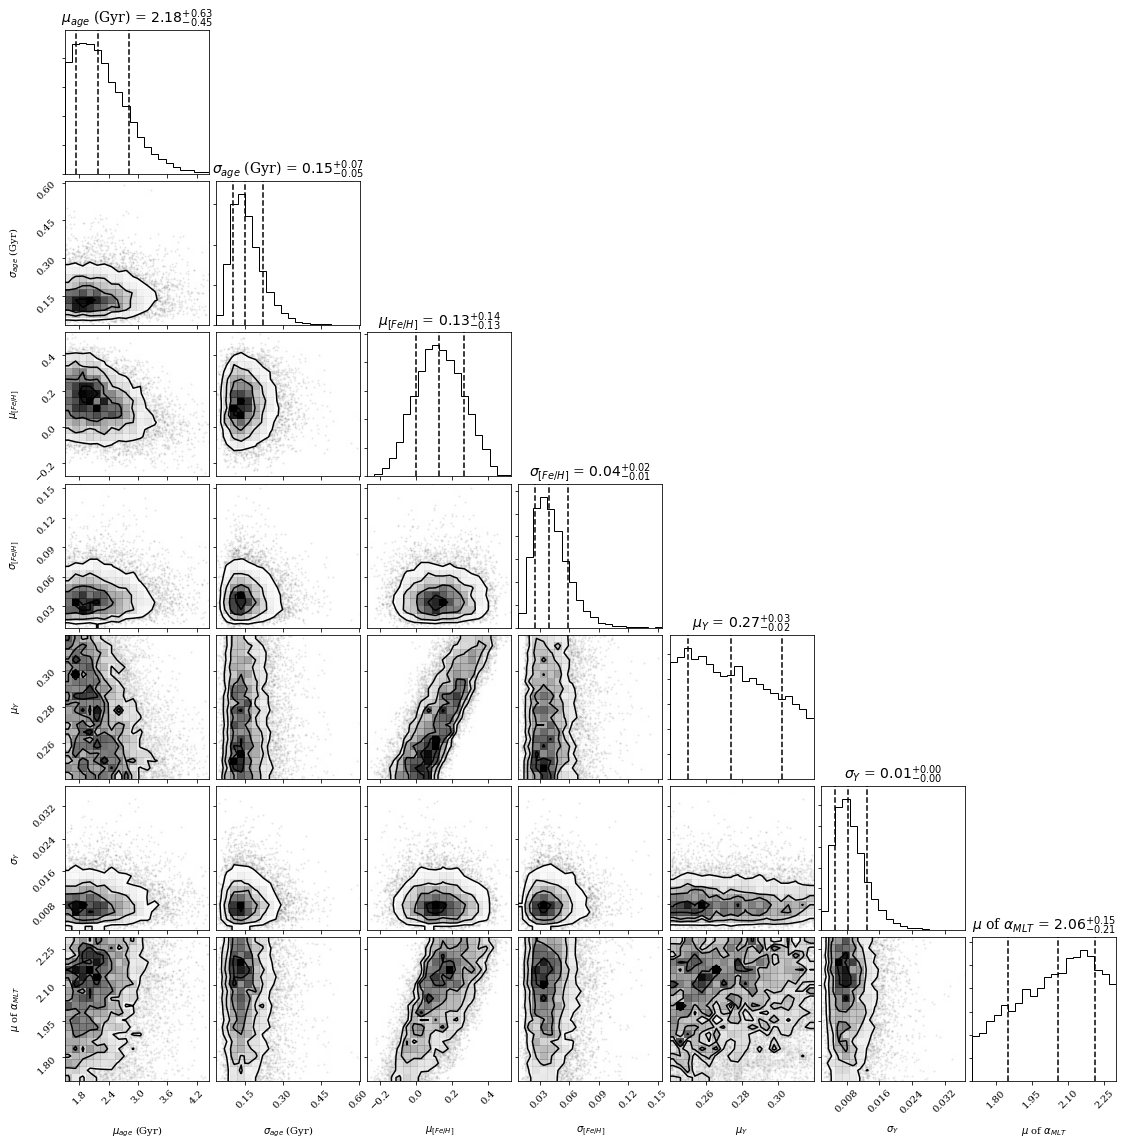 μ_age (Gyr) = 2.18^{+0.63}_{−0.45}
σ_age (Gyr) = 0.15^{+0.07}_{−0.05}
0.60
0.45
0.30
0.15
σ_age (Gyr)
μ_[Fe/H] = 0.13^{+0.14}_{−0.13}
0.4
0.2
0.0
−0.2
μ_[Fe/H]
σ_[Fe/H] = 0.04^{+0.02}_{−0.01}
0.15
0.12
0.09
0.06
0.03
σ_[Fe/H]
μ_Y = 0.27^{+0.03}_{−0.02}
0.30
0.28
0.26
μ_Y
σ_Y = 0.01^{+0.00}_{−0.00}
0.032
0.024
0.016
0.008
σ_Y
μ of α_MLT = 2.06^{+0.15}_{−0.21}
2.25
2.10
1.95
1.80
μ of α_MLT
1.8 2.4 3.0 3.6 4.2
0.15 0.30 0.45 0.60
−0.2 0.0 0.2 0.4
0.03 0.06 0.09 0.12 0.15
0.26 0.28 0.30
0.008 0.016 0.024 0.032
1.80 1.95 2.10 2.25
μ_age (Gyr)
σ_age (Gyr)
μ_[Fe/H]
σ_[Fe/H]
μ_Y
σ_Y
μ of α_MLT